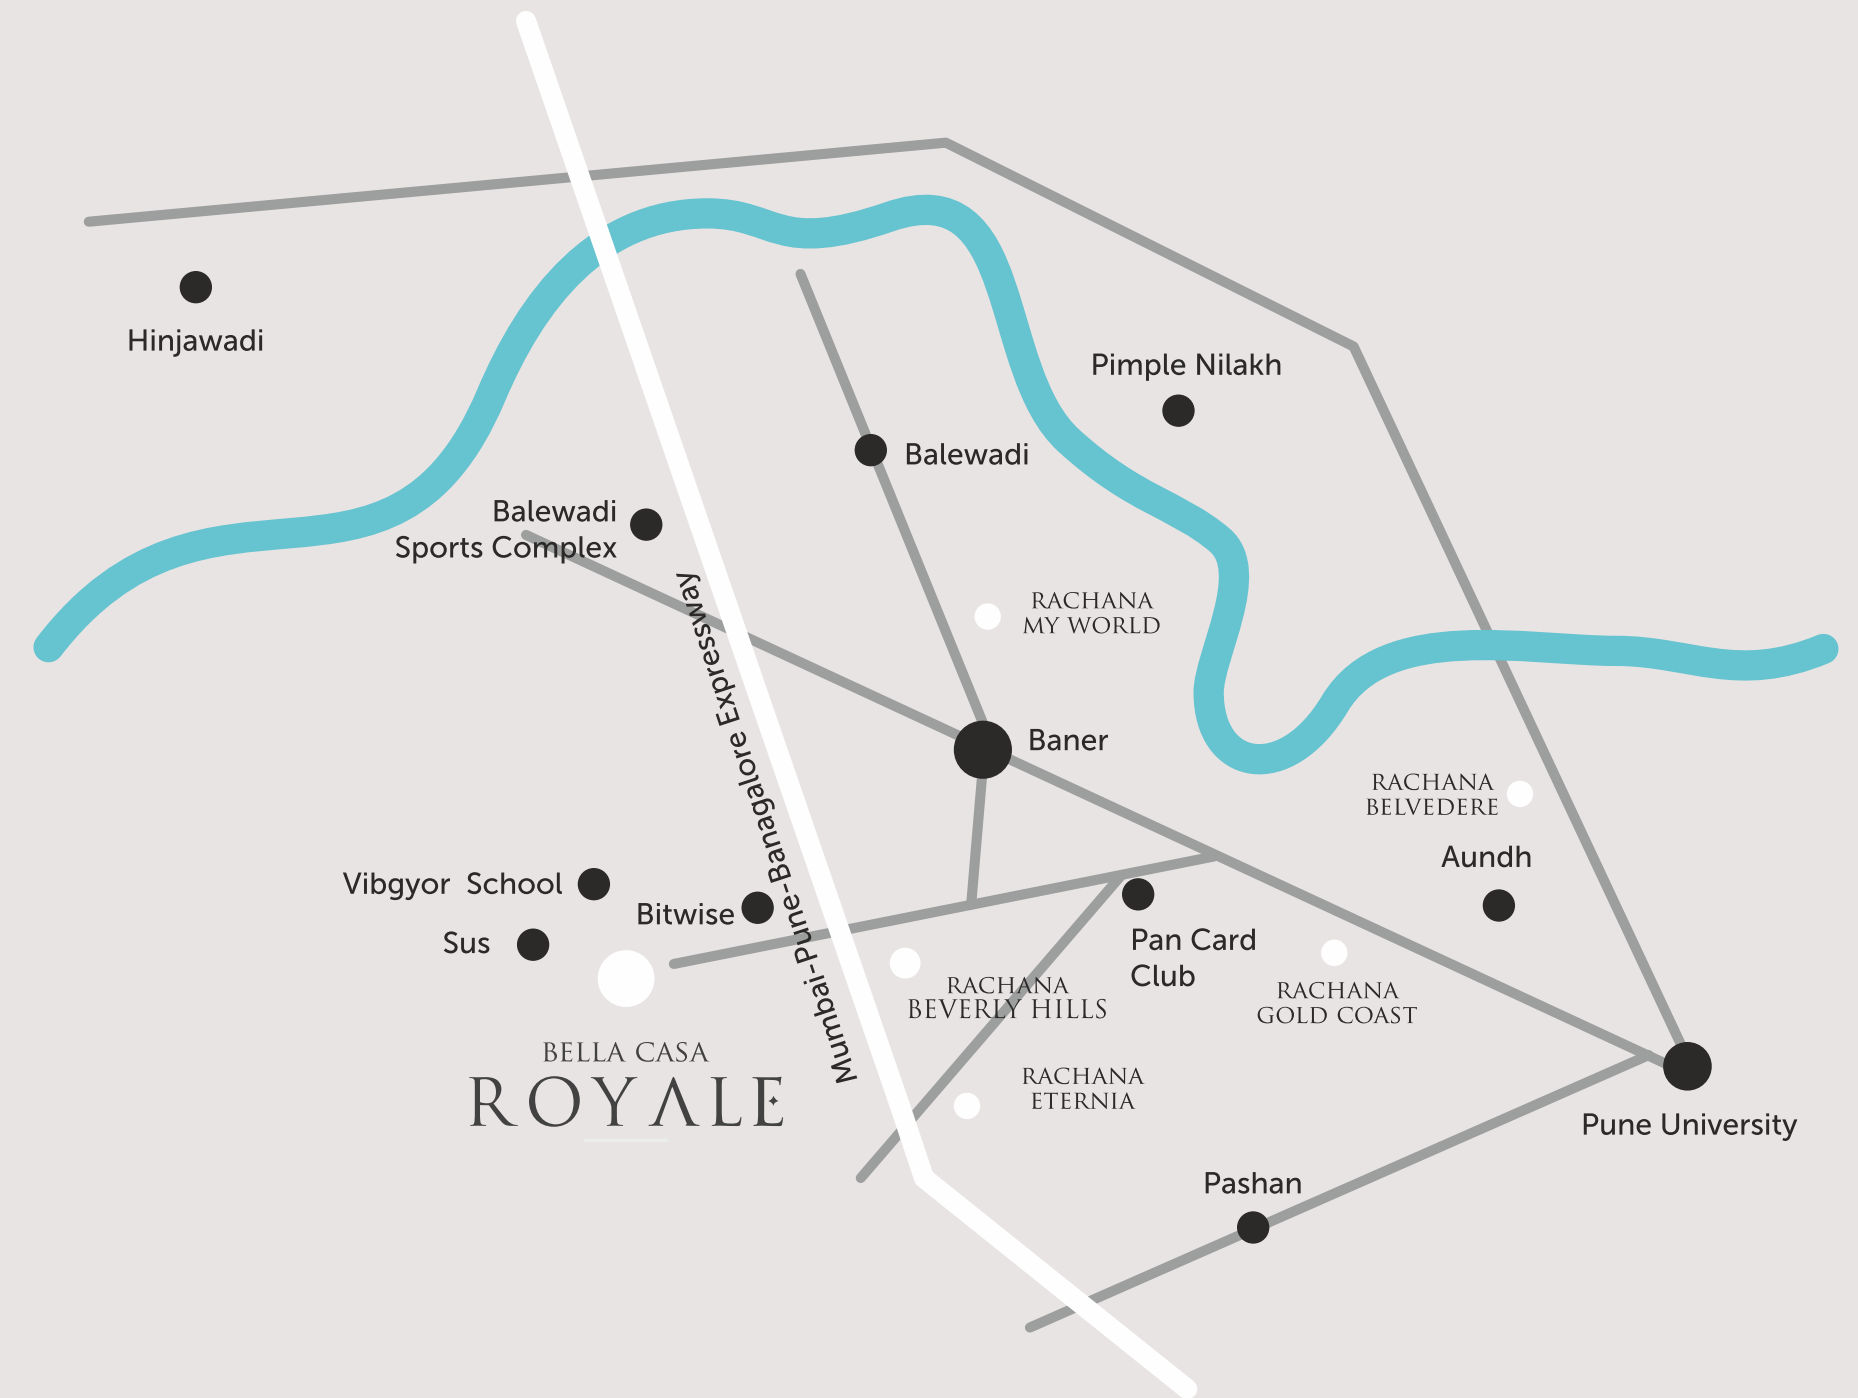 Hinjawadi
Pimple Nilakh
Balewadi
Balewadi
Sports Complex
RACHANA
MY WORLD
Mumbai-Pune-Banagalore Expressway
Baner
RACHANA
BELVEDERE
Aundh
Vibgyor School
Bitwise
Sus
Pan Card
Club
RACHANA
BEVERLY HILLS
RACHANA
GOLD COAST
BELLA CASA
ROYALE
RACHANA
ETERNIA
Pune University
Pashan